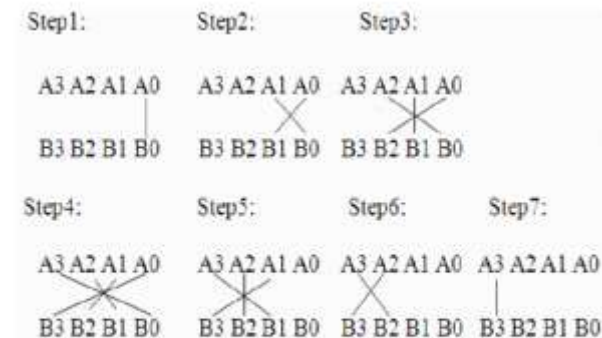 Step1: Step2: Step3:
A3 A2 A1 A0 A3 A2 A1 A0 A3 A2 A1 A0
B3 B2 B1 B0 B3 B2 B1 B0 B3 B2 B1 B0
Step4: Step5: Step6: Step7:
A3 A2 A1 A0 A3 A2 A1 A0 A3 A2 A1 A0 A3 A2 A1 A0
B3 B2 B1 B0 B3 B2 B1 B0 B3 B2 B1 B0 B3 B2 B1 B0